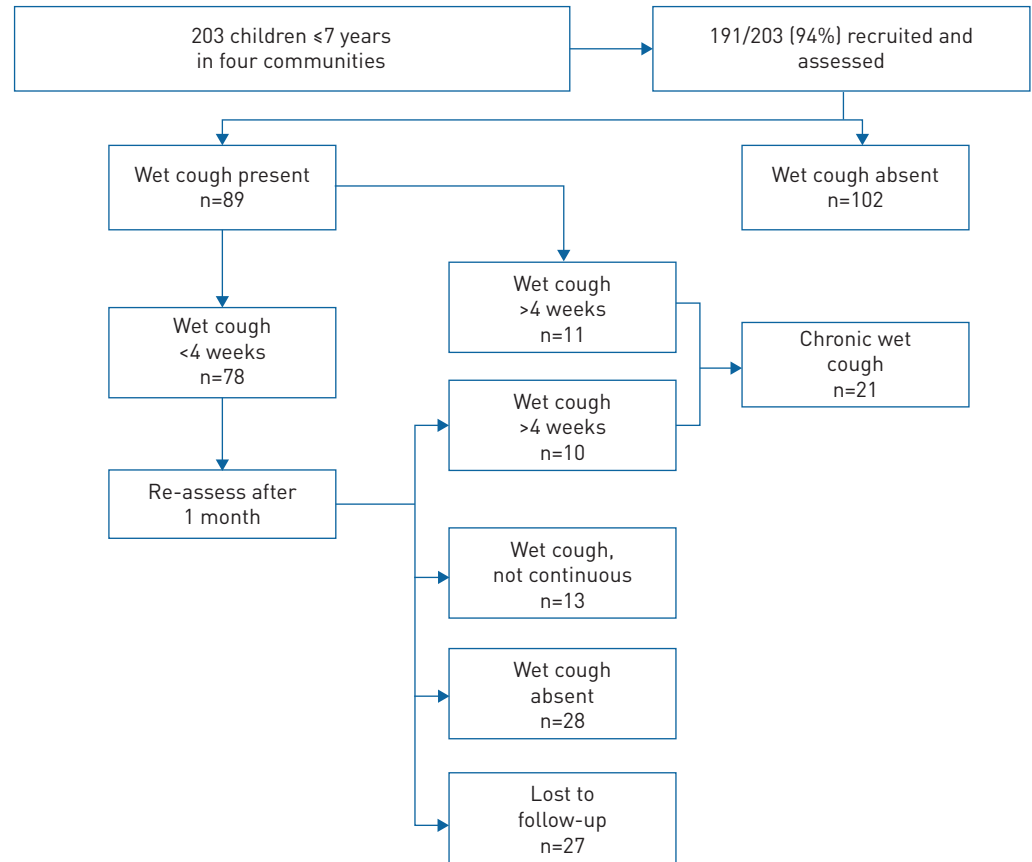 203 children ≤7 years
in four communities
191/203 (94%) recruited and
assessed
Wet cough present
n=89
Wet cough absent
n=102
Wet cough
>4 weeks
n=11
Wet cough
<4 weeks
n=78
Chronic wet
cough
n=21
Wet cough
>4 weeks
n=10
Re-assess after
1 month
Wet cough,
not continuous
n=13
Wet cough
absent
n=28
Lost to
follow-up
n=27